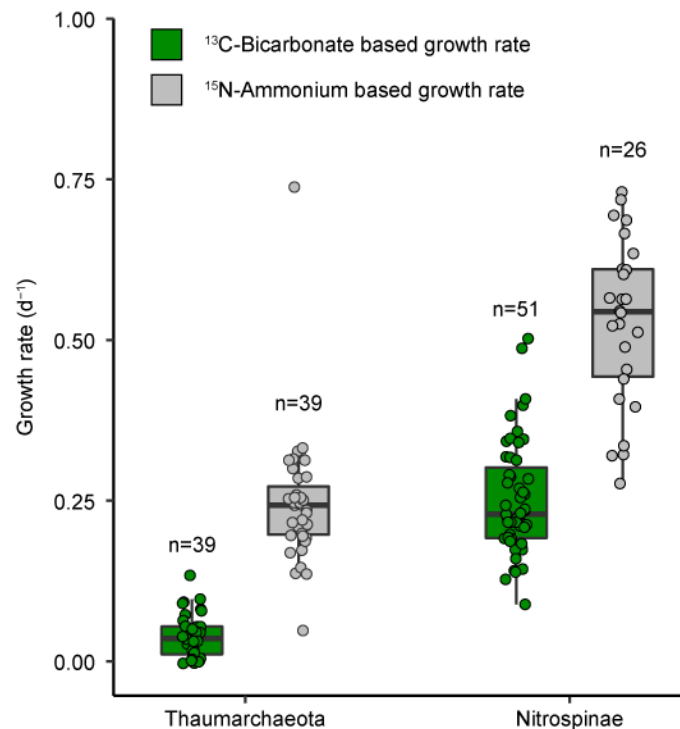 1.00
¹³C-Bicarbonate based growth rate
¹⁵N-Ammonium based growth rate
n=26
0.75
n=51
0.50
Growth rate (d⁻¹)
n=39
0.25
n=39
0.00
Thaumarchaeota
Nitrospinae